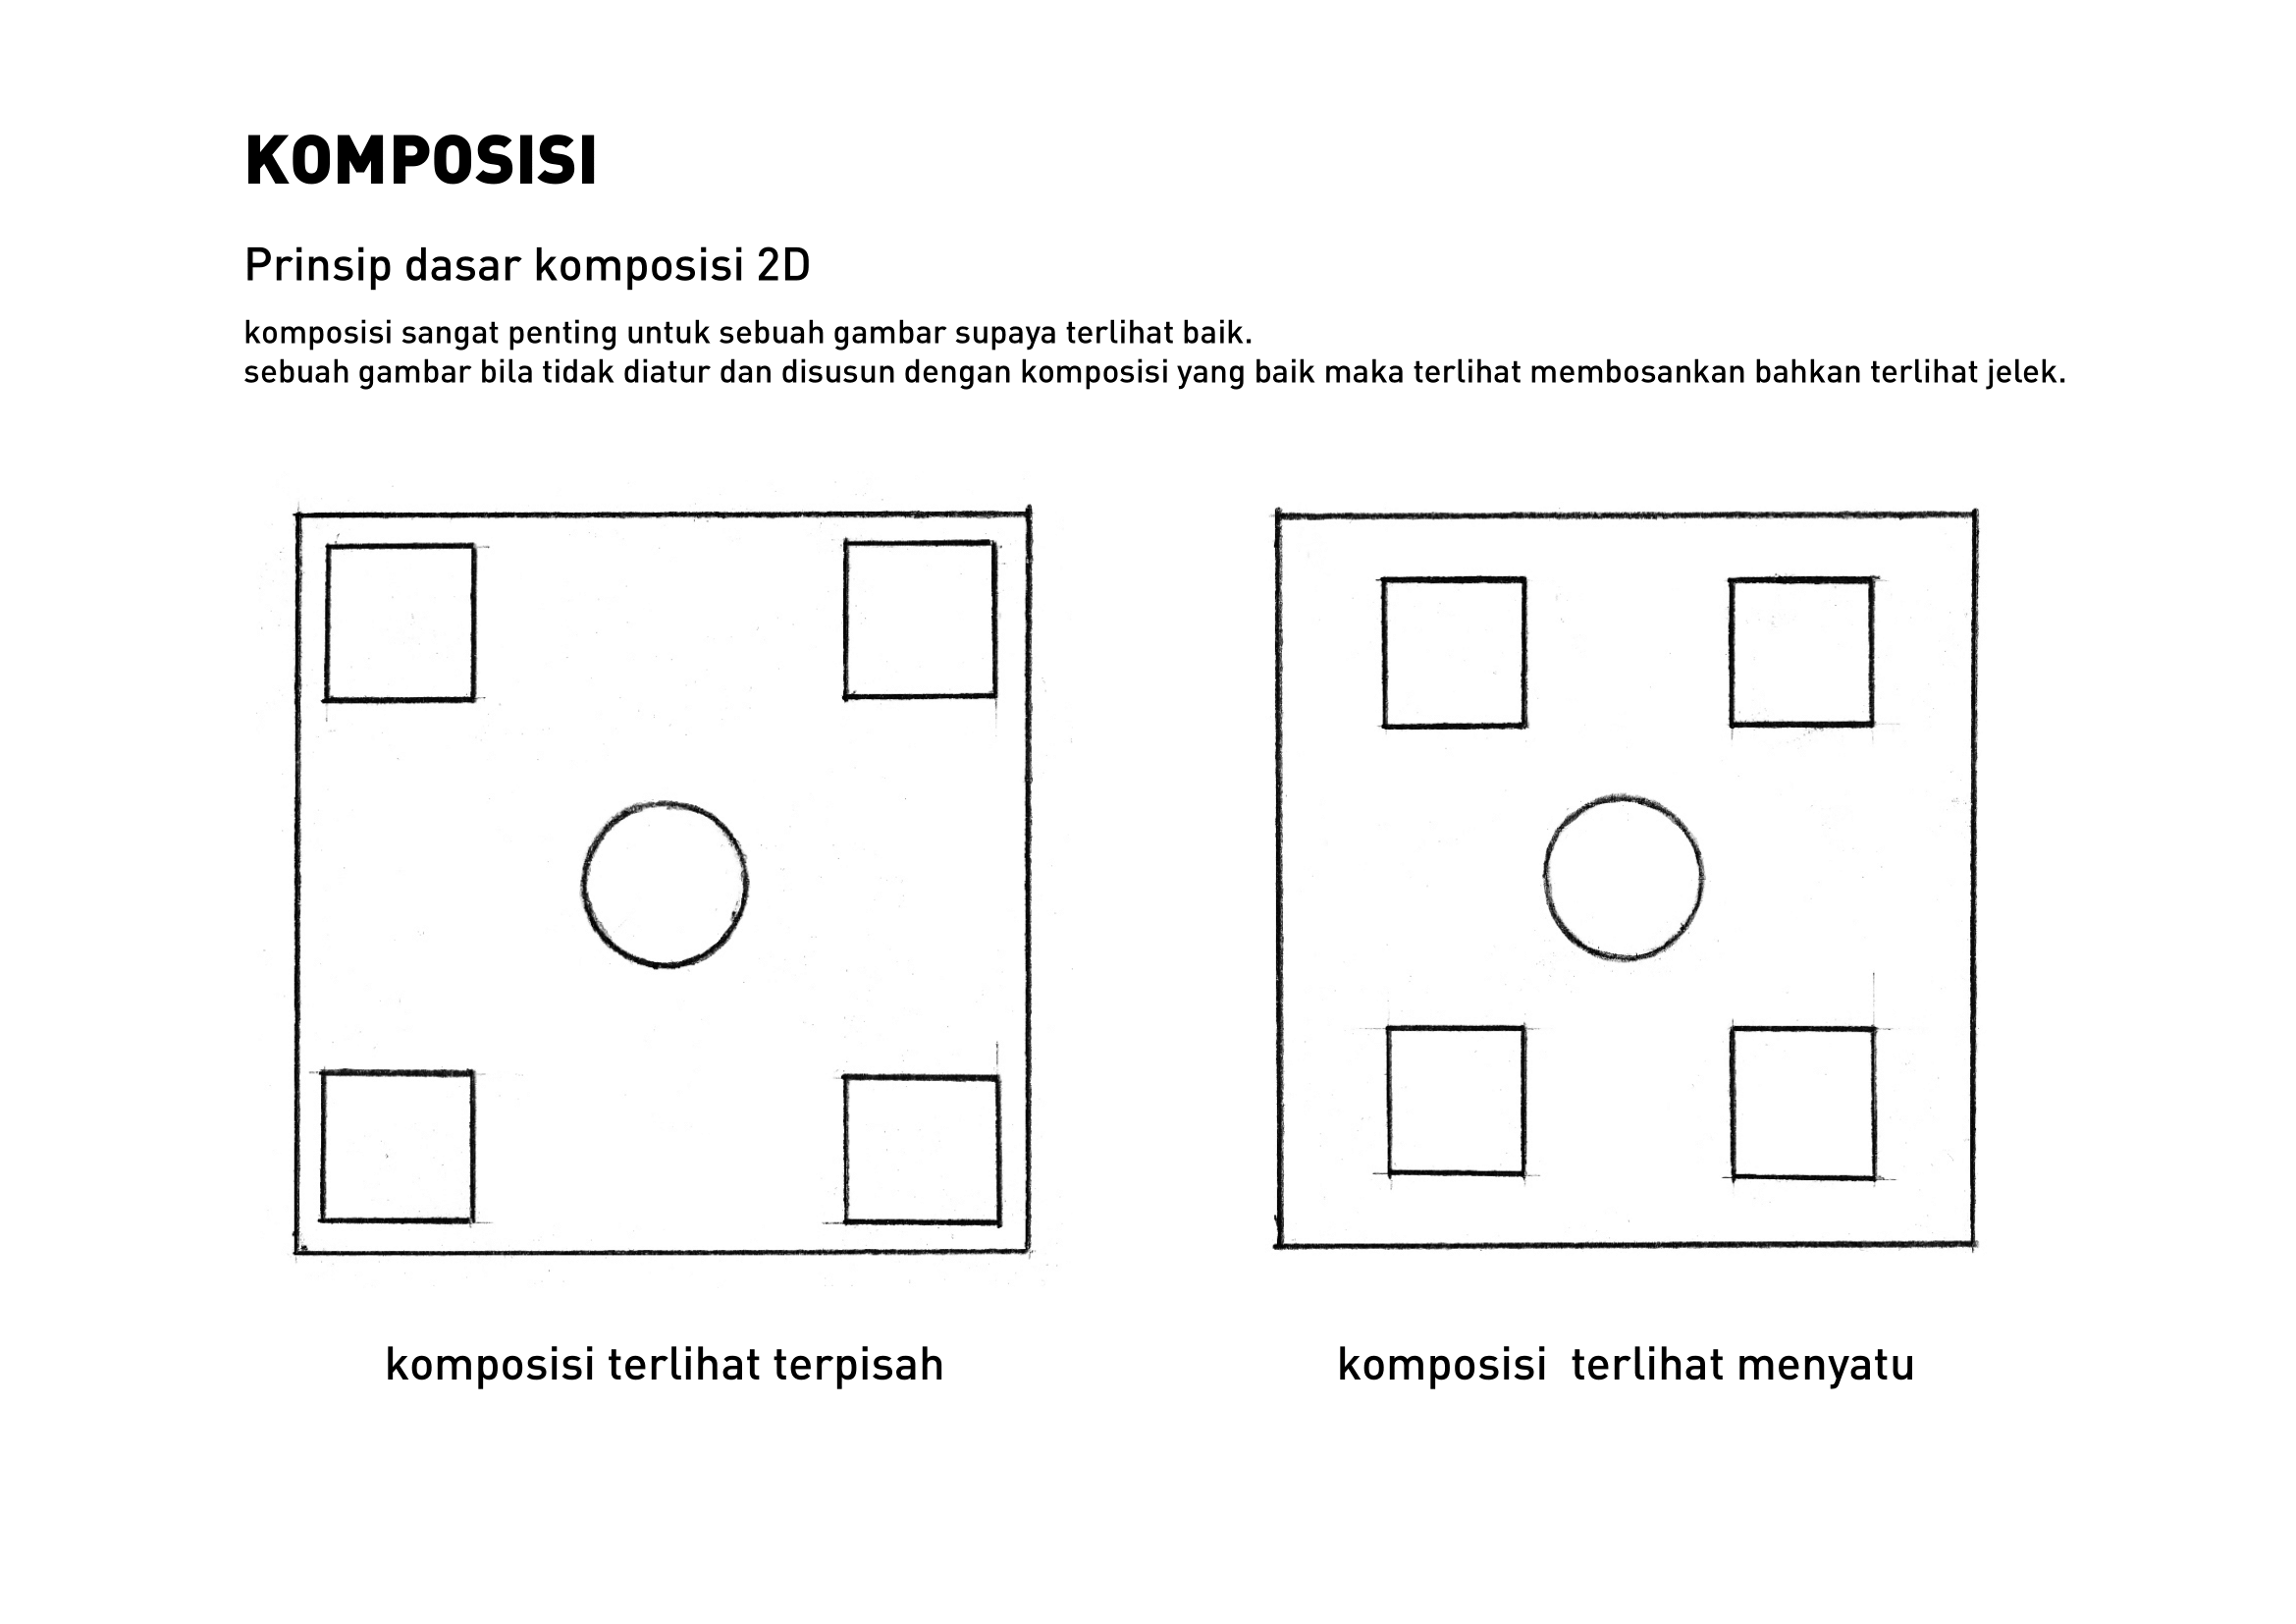 KOMPOSISI
Prinsip dasar komposisi 2D
komposisi sangat penting untuk sebuah gambar supaya terlihat baik.
sebuah gambar bila tidak diatur dan disusun dengan komposisi yang baik maka terlihat membosankan bahkan terlihat jelek.
komposisi terlihat terpisah
komposisi  terlihat menyatu